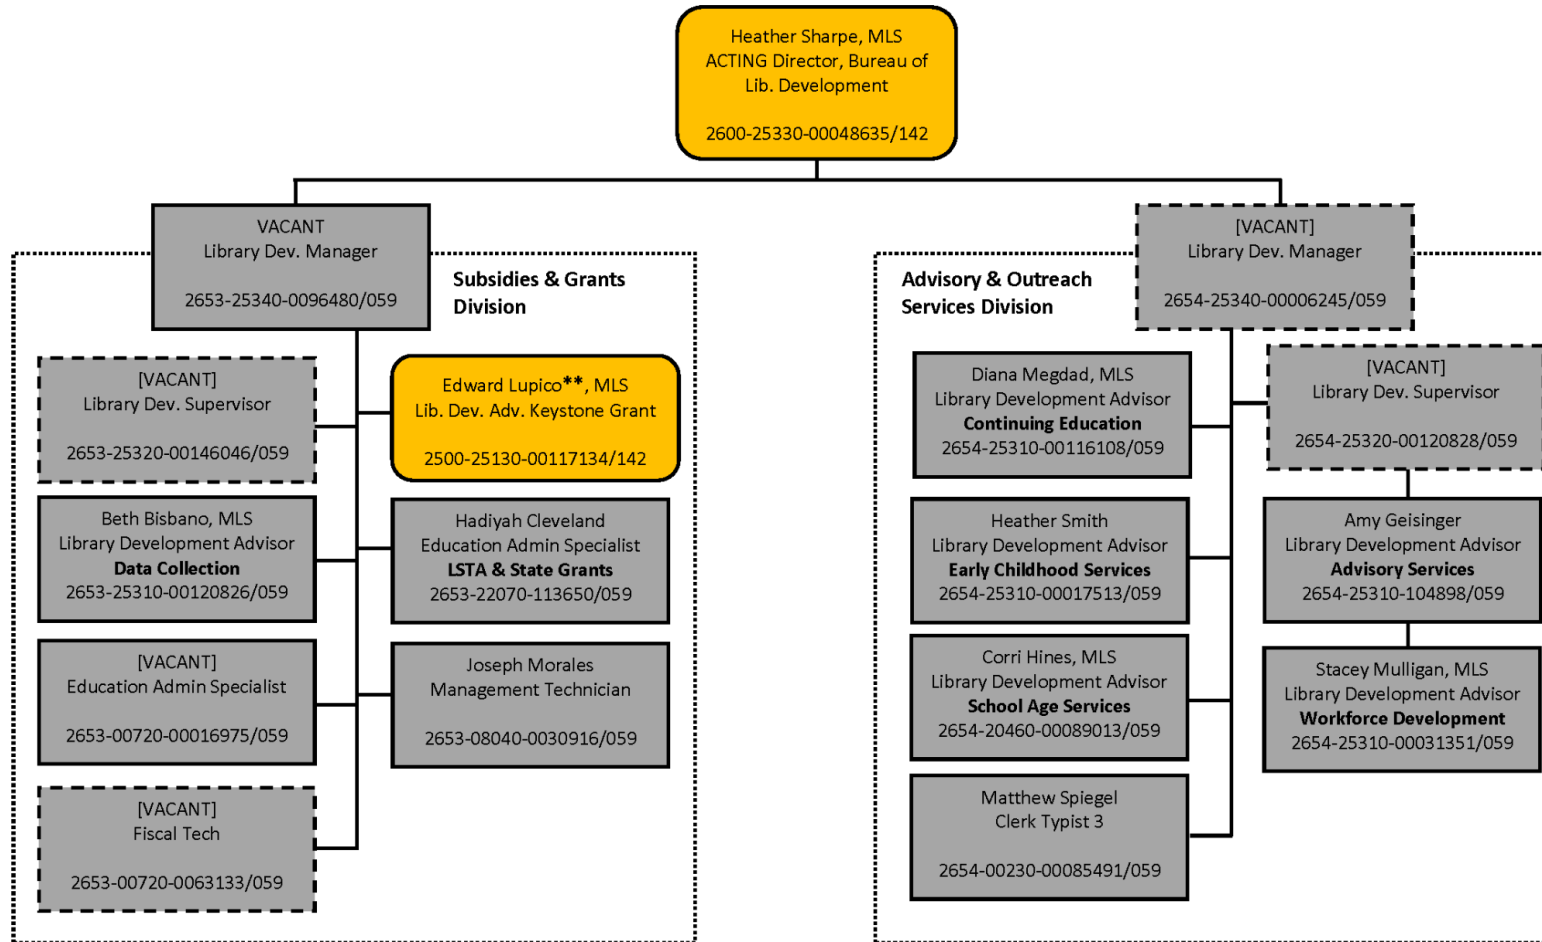 Heather Sharpe, MLS
ACTING Director, Bureau of
Lib. Development
2600-25330-00048635/142
VACANT
Library Dev. Manager
2653-25340-0096480/059
Subsidies & Grants
Division
[VACANT]
Library Dev. Supervisor
2653-25320-00146046/059
Edward Lupico**, MLS
Lib. Dev. Adv. Keystone Grant
2500-25130-00117134/142
Beth Bisbano, MLS
Library Development Advisor
Data Collection
2653-25310-00120826/059
Hadiyah Cleveland
Education Admin Specialist
LSTA & State Grants
2653-22070-113650/059
[VACANT]
Education Admin Specialist
2653-00720-00016975/059
Joseph Morales
Management Technician
2653-08040-0030916/059
[VACANT]
Fiscal Tech
2653-00720-0063133/059
[VACANT]
Library Dev. Manager
2654-25340-00006245/059
Advisory & Outreach
Services Division
Diana Megdad, MLS
Library Development Advisor
Continuing Education
2654-25310-00116108/059
[VACANT]
Library Dev. Supervisor
2654-25320-00120828/059
Heather Smith
Library Development Advisor
Early Childhood Services
2654-25310-00017513/059
Amy Geisinger
Library Development Advisor
Advisory Services
2654-25310-104898/059
Corri Hines, MLS
Library Development Advisor
School Age Services
2654-20460-00089013/059
Stacey Mulligan, MLS
Library Development Advisor
Workforce Development
2654-25310-00031351/059
Matthew Spiegel
Clerk Typist 3
2654-00230-00085491/059